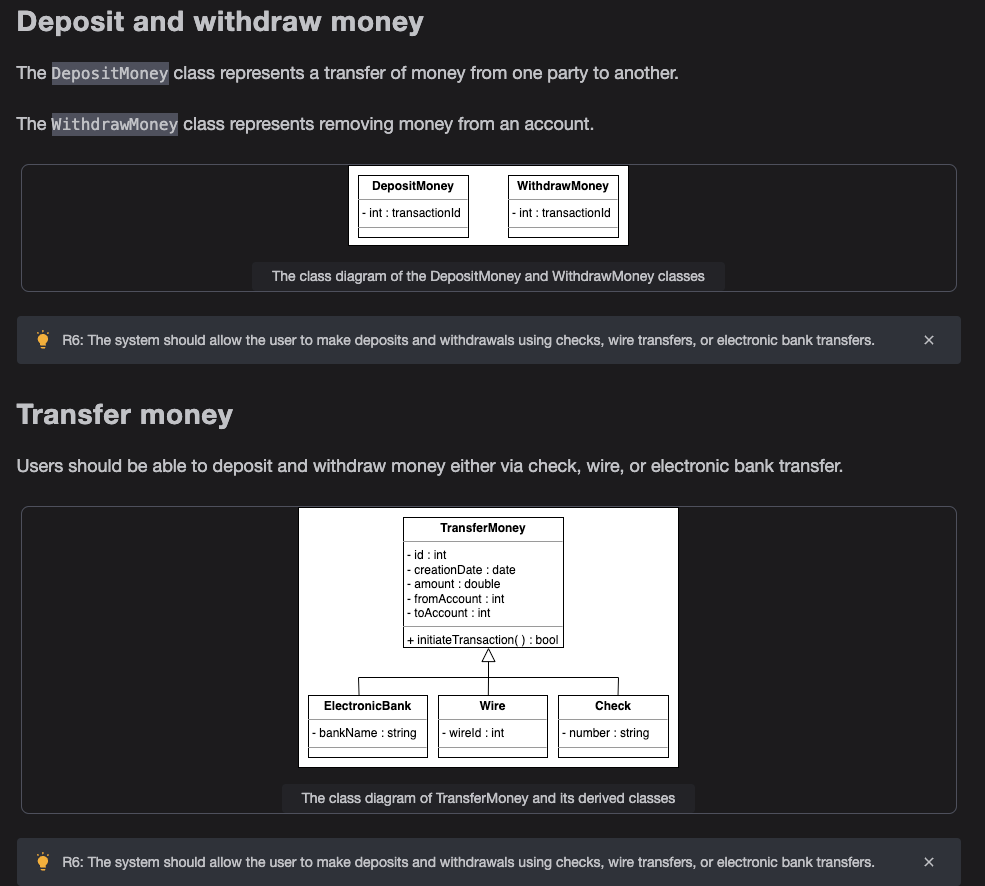 Deposit and withdraw money
The DepositMoney class represents a transfer of money from one party to another.
The WithdrawMoney class represents removing money from an account.
DepositMoney
- int : transactionId
WithdrawMoney
- int : transactionId
The class diagram of the DepositMoney and WithdrawMoney classes
R6: The system should allow the user to make deposits and withdrawals using checks, wire transfers, or electronic bank transfers.
Transfer money
Users should be able to deposit and withdraw money either via check, wire, or electronic bank transfer.
TransferMoney
- id : int
- creationDate : date
- amount : double
- fromAccount : int
- toAccount : int
+ initiateTransaction( ) : bool
ElectronicBank
- bankName : string
Wire
- wireId : int
Check
- number : string
The class diagram of TransferMoney and its derived classes
R6: The system should allow the user to make deposits and withdrawals using checks, wire transfers, or electronic bank transfers.